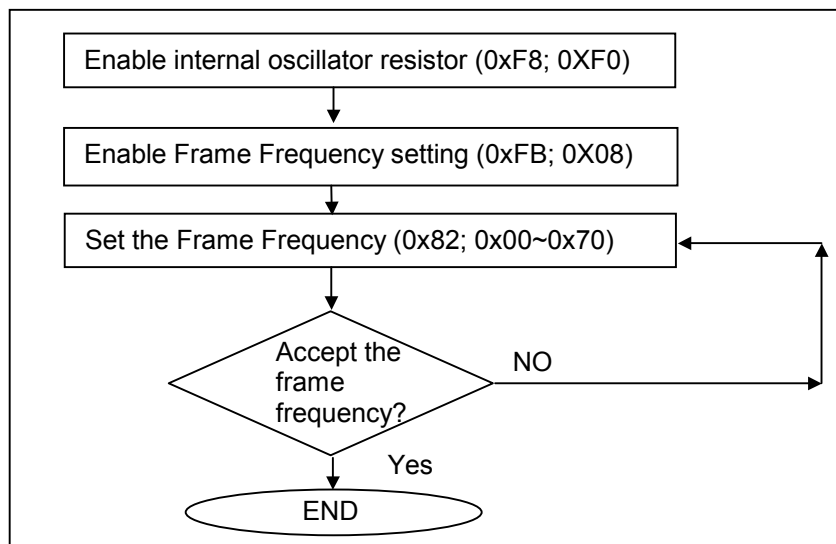 Enable internal oscillator resistor (0xF8; 0XF0)
Enable Frame Frequency setting (0xFB; 0X08)
Set the Frame Frequency (0x82; 0x00~0x70)
Accept the
frame
frequency?
NO
Yes
END